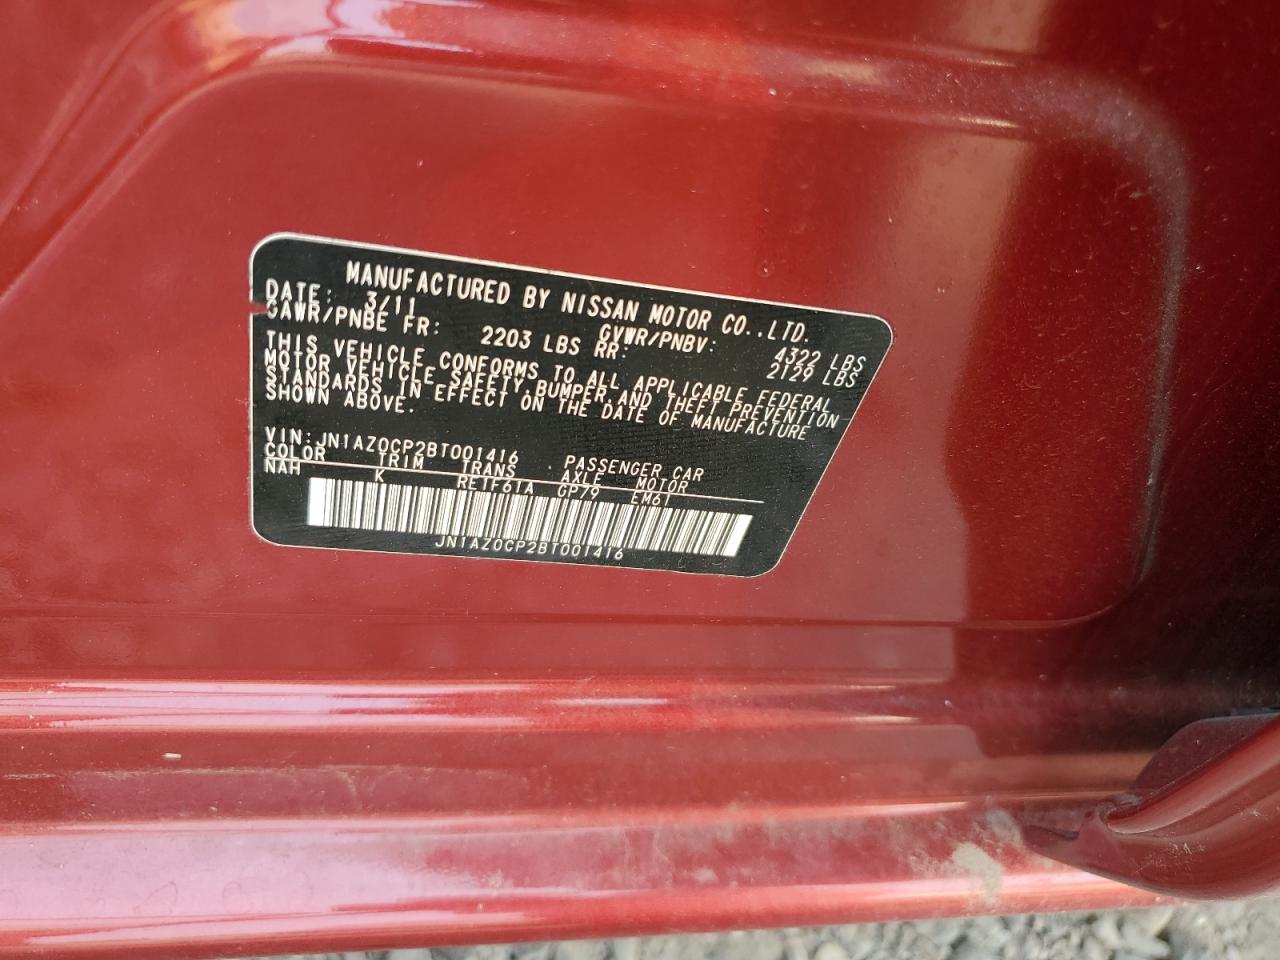 MANUFACTURED BY NISSAN MOTOR CO.,LTD.
DATE: 3/11 GVWR/PNBV: 4322 LBS
GAWR/PNBE FR: 2203 LBS RR: 2129 LBS
THIS VEHICLE CONFORMS TO ALL APPLICABLE FEDERAL
MOTOR VEHICLE SAFETY,BUMPER,AND THEFT PREVENTION
STANDARDS IN EFFECT ON THE DATE OF MANUFACTURE
SHOWN ABOVE.
VIN:JN1AZ0CP2BT001416 PASSENGER CAR
COLOR TRIM TRANS AXLE MOTOR
NAH K RE1F61A GP79 EM61
JN1AZ0CP2BT001416